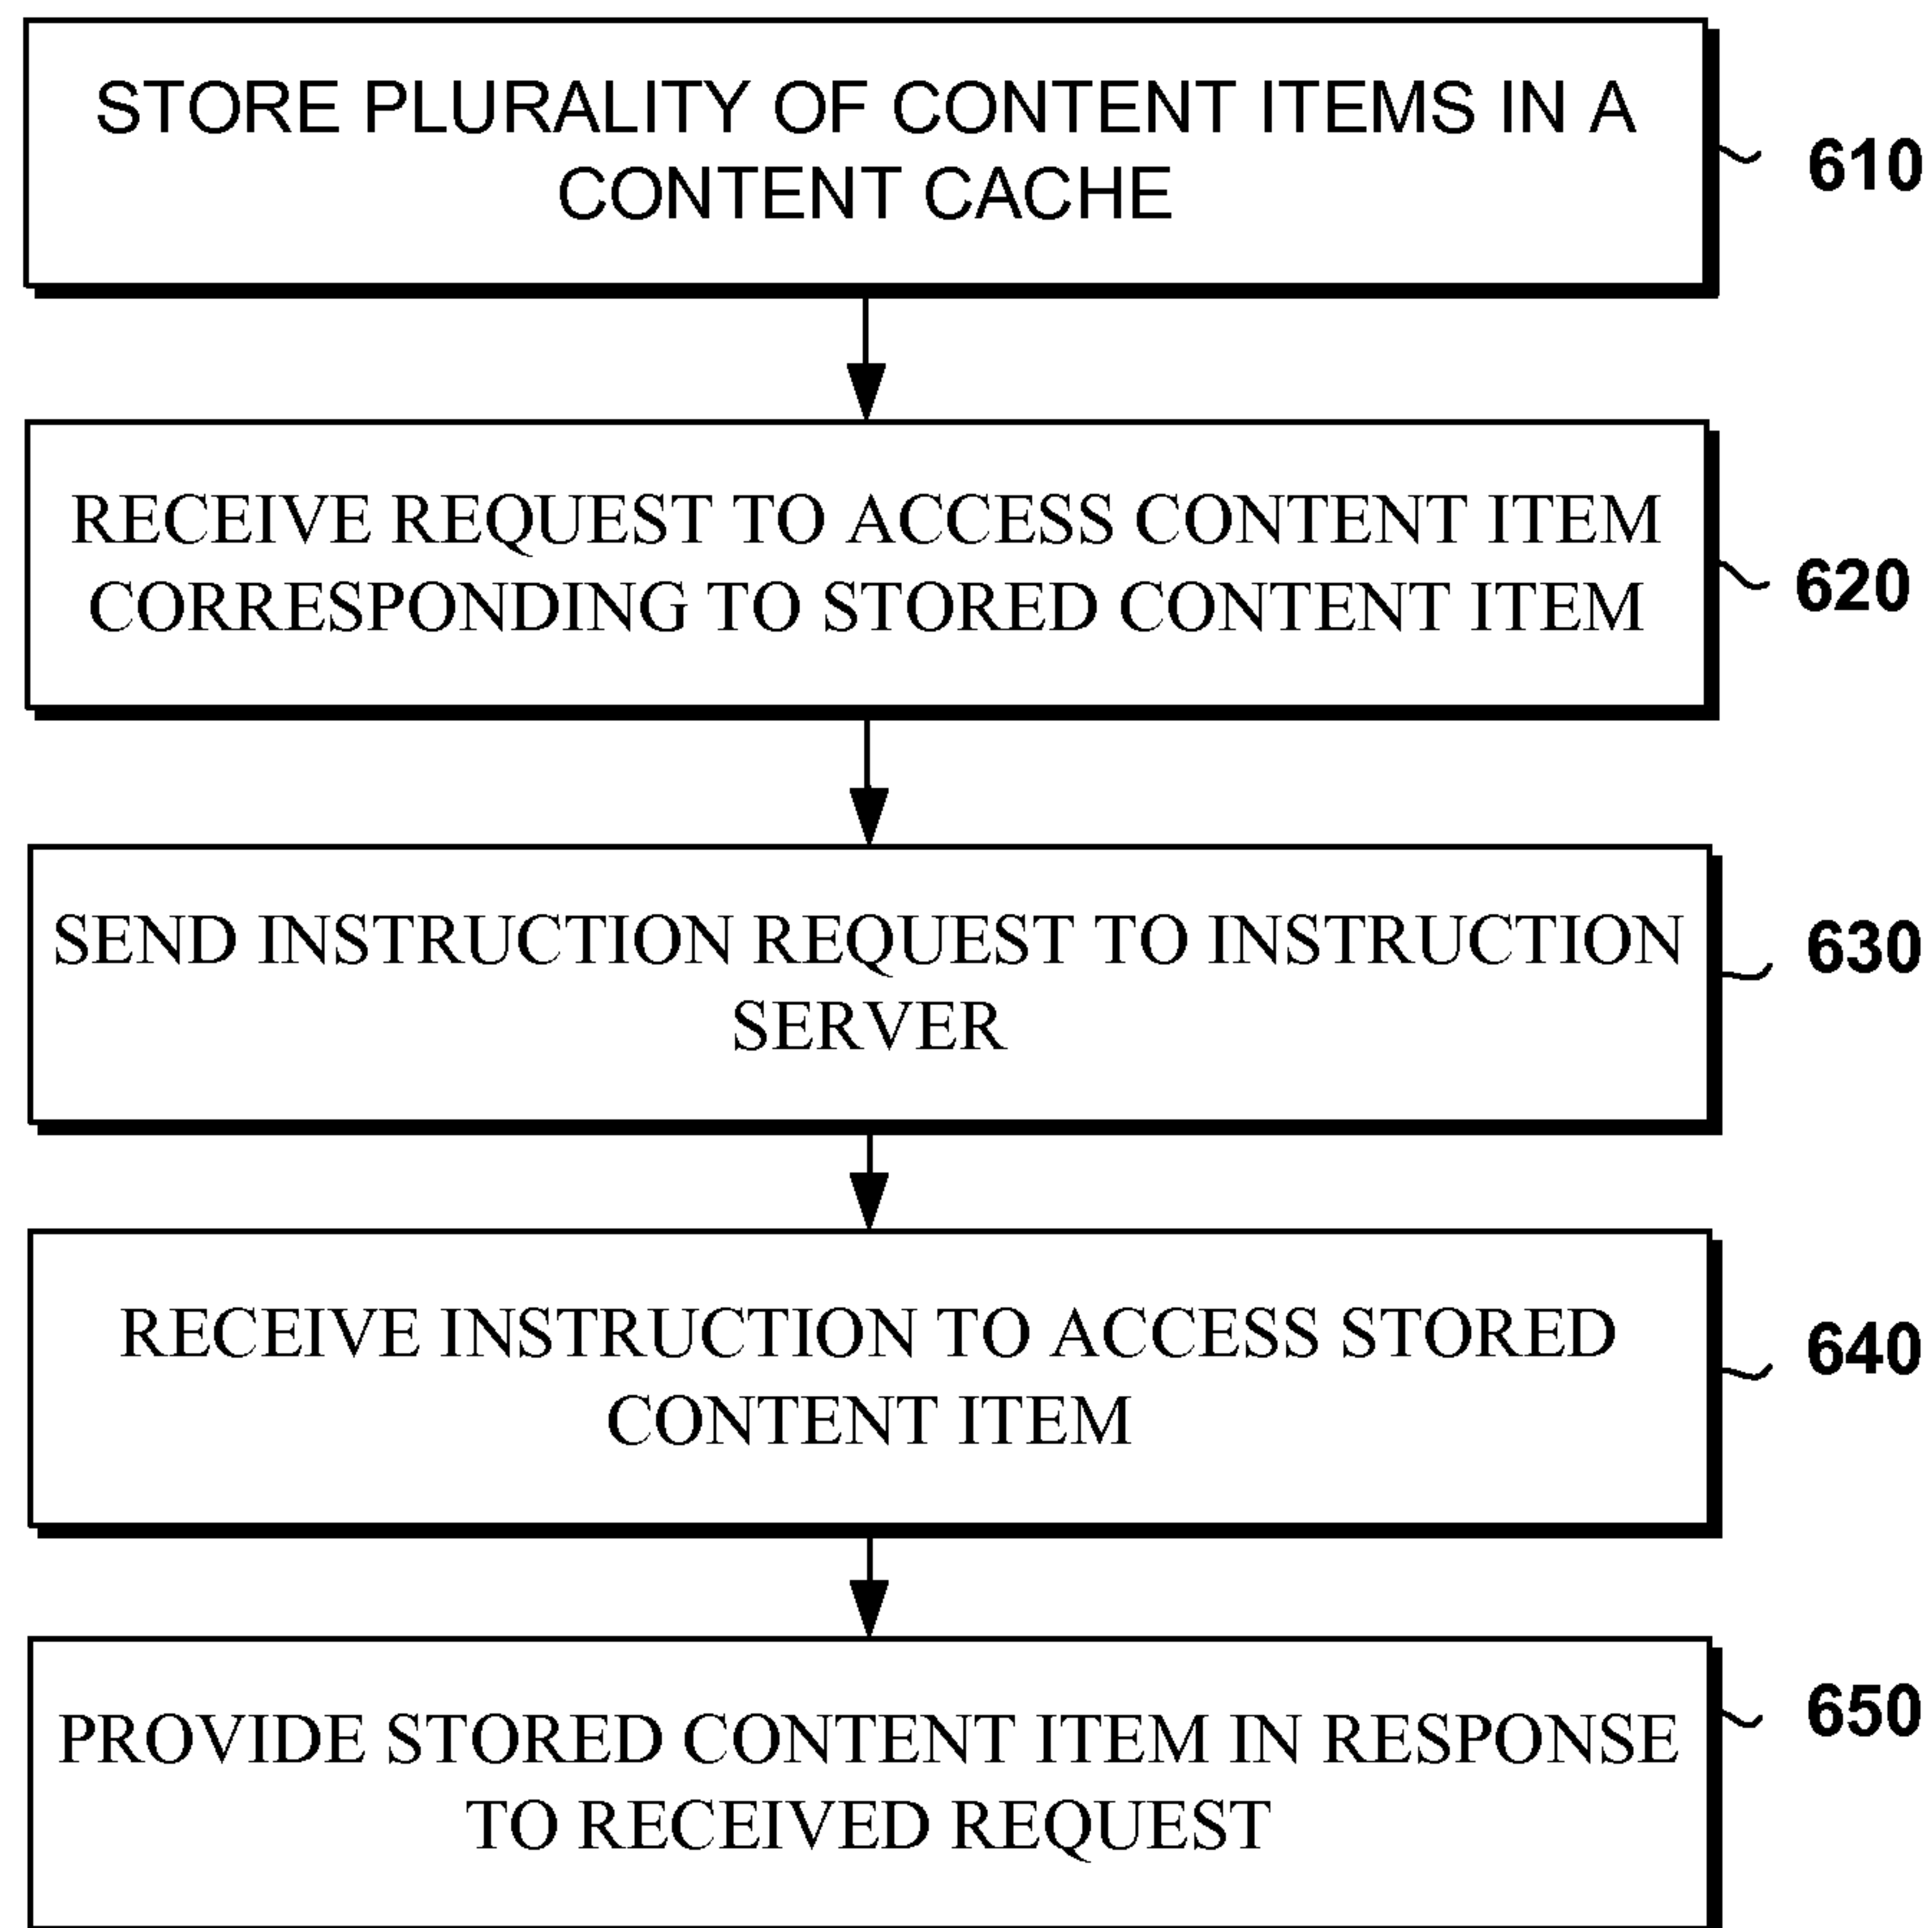 STORE PLURALITY OF CONTENT ITEMS IN A
CONTENT CACHE
610
RECEIVE REQUEST TO ACCESS CONTENT ITEM
CORRESPONDING TO STORED CONTENT ITEM
620
SEND INSTRUCTION REQUEST TO INSTRUCTION
SERVER
630
RECEIVE INSTRUCTION TO ACCESS STORED
CONTENT ITEM
640
PROVIDE STORED CONTENT ITEM IN RESPONSE
TO RECEIVED REQUEST
650